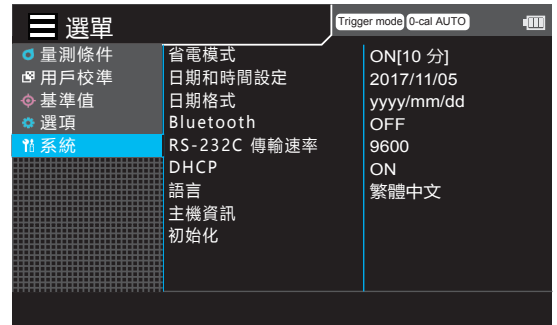 選單
Trigger mode 0-cal AUTO
量測條件
用戶校準
基準值
選項
系統
省電模式 ON[10 分]
日期和時間設定 2017/11/05
日期格式 yyyy/mm/dd
Bluetooth OFF
RS-232C 傳輸速率 9600
DHCP ON
語言 繁體中文
主機資訊
初始化